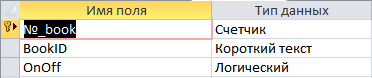 Имя поля Тип данных
№_book Счетчик
BookID Короткий текст
OnOff Логический